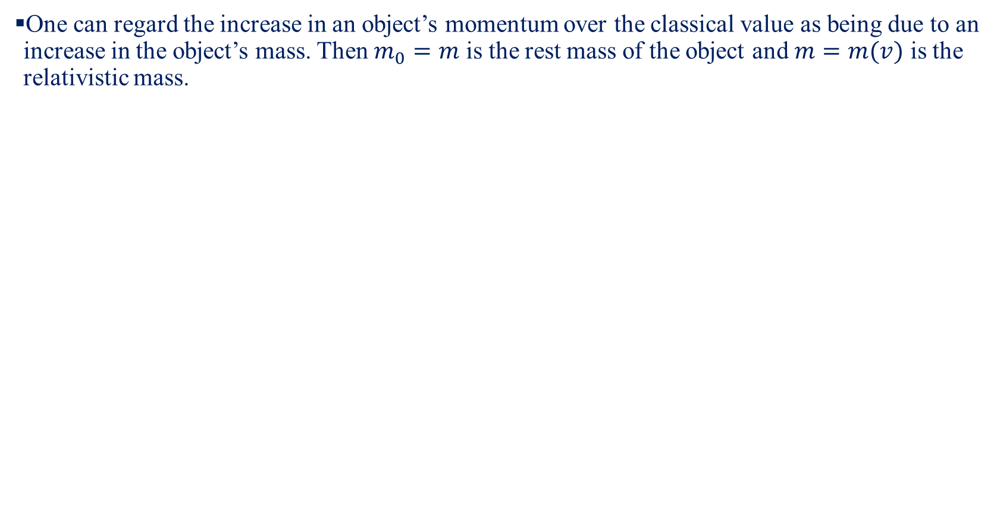 ▪One can regard the increase in an object’s momentum over the classical value as being due to an
increase in the object’s mass. Then 𝑚₀ = 𝑚 is the rest mass of the object and 𝑚 = 𝑚(𝑣) is the
relativistic mass.